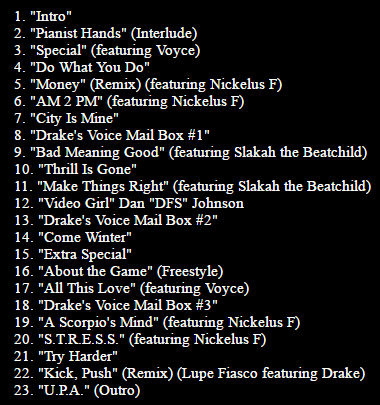 1. "Intro"
2. "Pianist Hands" (Interlude)
3. "Special" (featuring Voyce)
4. "Do What You Do"
5. "Money" (Remix) (featuring Nickelus F)
6. "AM 2 PM" (featuring Nickelus F)
7. "City Is Mine"
8. "Drake's Voice Mail Box #1"
9. "Bad Meaning Good" (featuring Slakah the Beatchild)
10. "Thrill Is Gone"
11. "Make Things Right" (featuring Slakah the Beatchild)
12. "Video Girl" Dan "DFS" Johnson
13. "Drake's Voice Mail Box #2"
14. "Come Winter"
15. "Extra Special"
16. "About the Game" (Freestyle)
17. "All This Love" (featuring Voyce)
18. "Drake's Voice Mail Box #3"
19. "A Scorpio's Mind" (featuring Nickelus F)
20. "S.T.R.E.S.S." (featuring Nickelus F)
21. "Try Harder"
22. "Kick, Push" (Remix) (Lupe Fiasco featuring Drake)
23. "U.P.A." (Outro)